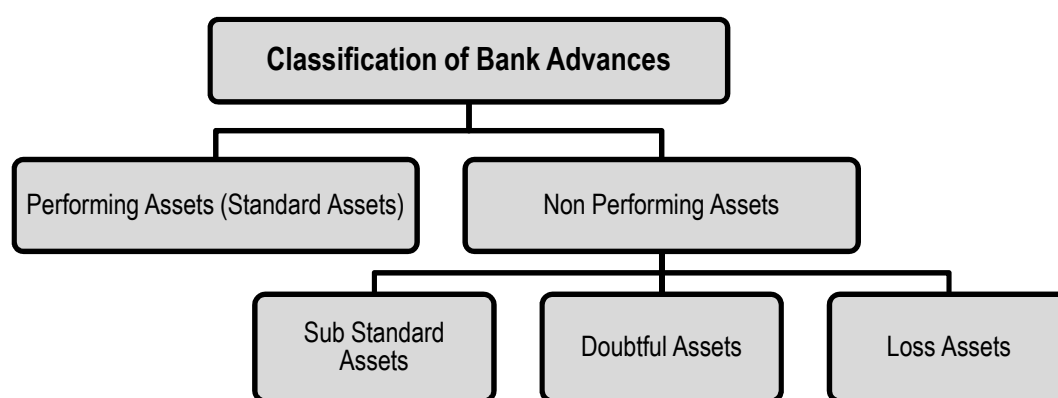 Classification of Bank Advances
Performing Assets (Standard Assets)
Non Performing Assets
Sub Standard
Assets
Doubtful Assets
Loss Assets